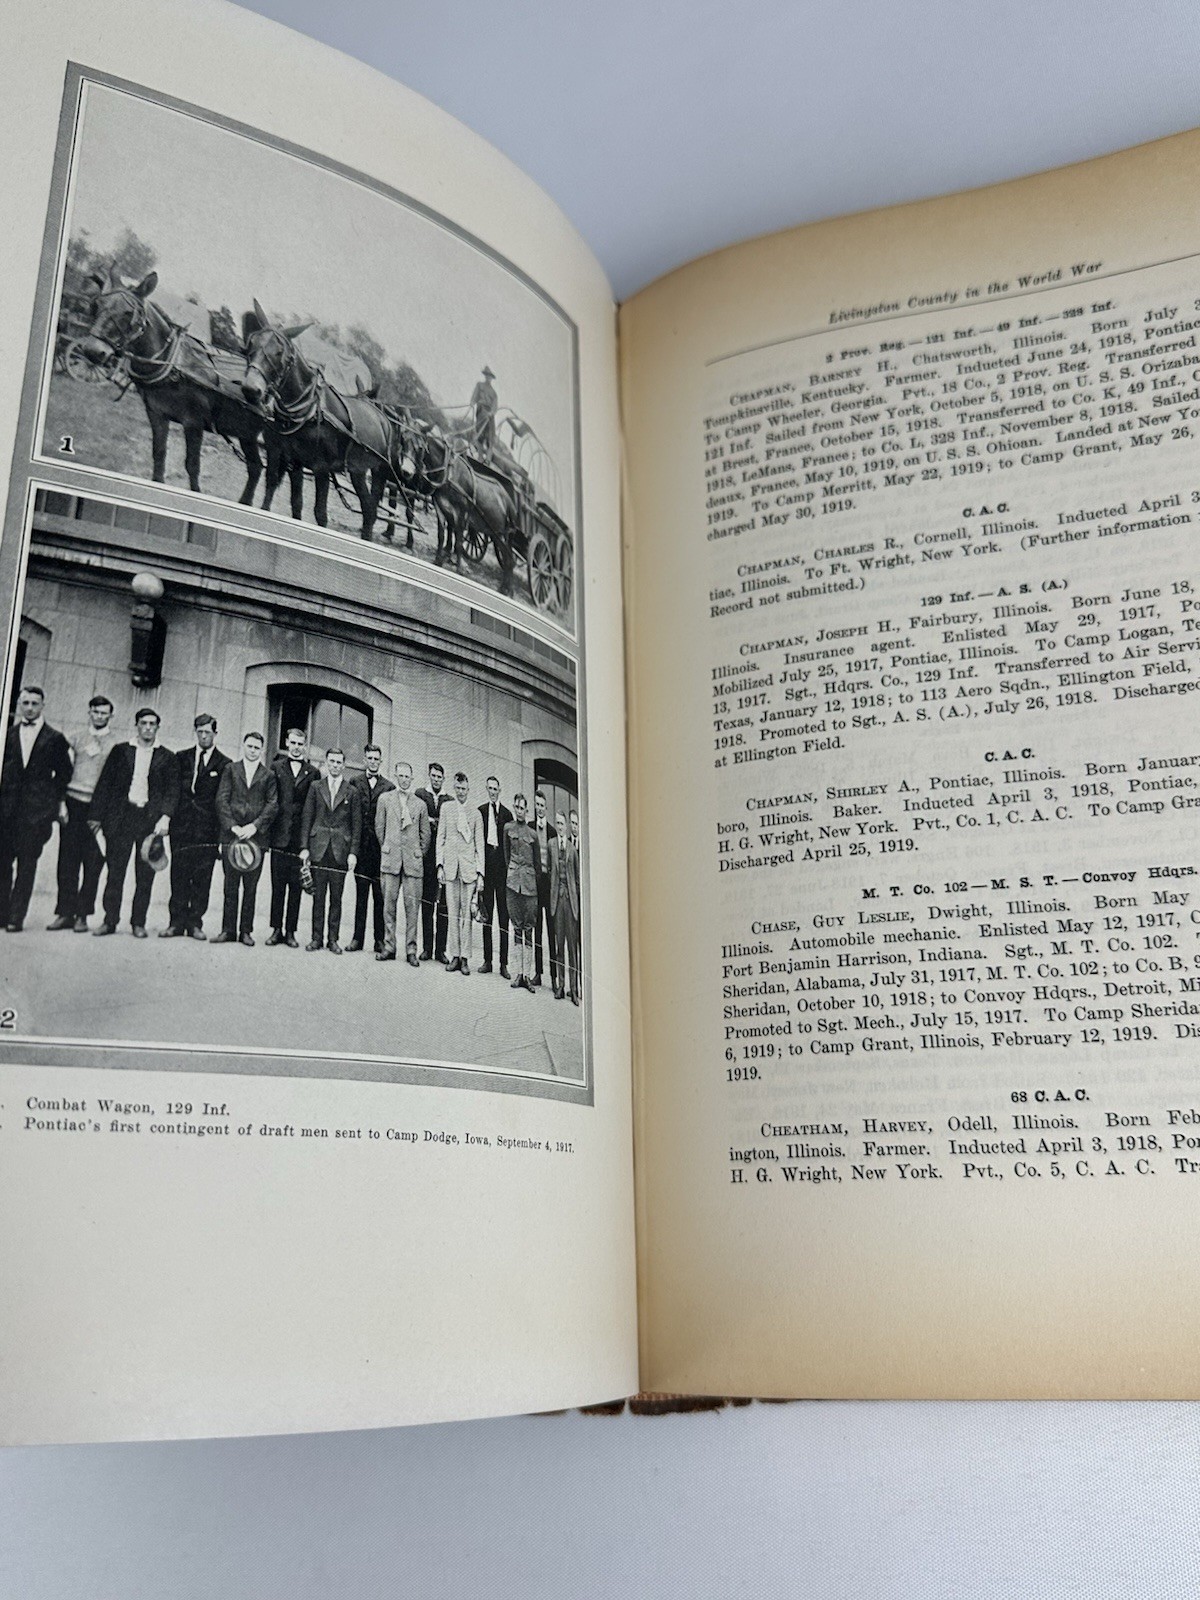 1
2
. Combat Wagon, 129 Inf.
. Pontiac's first contingent of draft men sent to Camp Dodge, Iowa, September 4, 1917.
Livingston County in the World War
2 Prov. Reg.—121 Inf.—49 Inf.—328 Inf.
CHAPMAN, BARNEY H., Chatsworth, Illinois. Born July 3
Tompkinsville, Kentucky. Farmer. Inducted June 24, 1918, Pontiac
To Camp Wheeler, Georgia. Pvt., 18 Co., 2 Prov. Reg. Transferred
121 Inf. Sailed from New York, October 5, 1918, on U. S. S. Orizaba
at Brest, France, October 15, 1918. Transferred to Co. K, 49 Inf., O
1918, LeMans, France; to Co. L, 328 Inf., November 8, 1918. Sailed
deaux, France, May 10, 1919, on U. S. S. Ohioan. Landed at New Yo
1919. To Camp Merritt, May 22, 1919; to Camp Grant, May 26,
charged May 30, 1919.
C. A. C.
CHAPMAN, CHARLES R., Cornell, Illinois. Inducted April 3
tiac, Illinois. To Ft. Wright, New York. (Further information
Record not submitted.)
129 Inf.—A. S. (A.)
CHAPMAN, JOSEPH H., Fairbury, Illinois. Born June 18,
Illinois. Insurance agent. Enlisted May 29, 1917, Po
Mobilized July 25, 1917, Pontiac, Illinois. To Camp Logan, Te
13, 1917. Sgt., Hdqrs. Co., 129 Inf. Transferred to Air Servi
Texas, January 12, 1918; to 113 Aero Sqdn., Ellington Field,
1918. Promoted to Sgt., A. S. (A.), July 26, 1918. Discharged
at Ellington Field.
C. A. C.
CHAPMAN, SHIRLEY A., Pontiac, Illinois. Born January
boro, Illinois. Baker. Inducted April 3, 1918, Pontiac,
H. G. Wright, New York. Pvt., Co. 1, C. A. C. To Camp Gra
Discharged April 25, 1919.
M. T. Co. 102—M. S. T.—Convoy Hdqrs.
CHASE, GUY LESLIE, Dwight, Illinois. Born May
Illinois. Automobile mechanic. Enlisted May 12, 1917, C
Fort Benjamin Harrison, Indiana. Sgt., M. T. Co. 102.
Sheridan, Alabama, July 31, 1917, M. T. Co. 102; to Co. B, 9
Sheridan, October 10, 1918; to Convoy Hdqrs., Detroit, Mi
Promoted to Sgt. Mech., July 15, 1917. To Camp Sherida
6, 1919; to Camp Grant, Illinois, February 12, 1919. Dis
1919.
68 C. A. C.
CHEATHAM, HARVEY, Odell, Illinois. Born Feb
ington, Illinois. Farmer. Inducted April 3, 1918, Pon
H. G. Wright, New York. Pvt., Co. 5, C. A. C. Tra